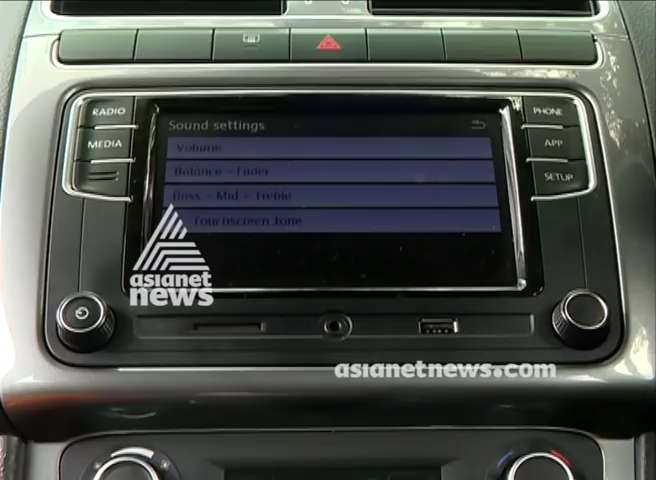 RADIO
MEDIA
Sound settings
Volume
Balance - Fader
Bass - Mid - Treble
Touchscreen tone
PHONE
APP
SETUP
asianet
news
asianetnews.com